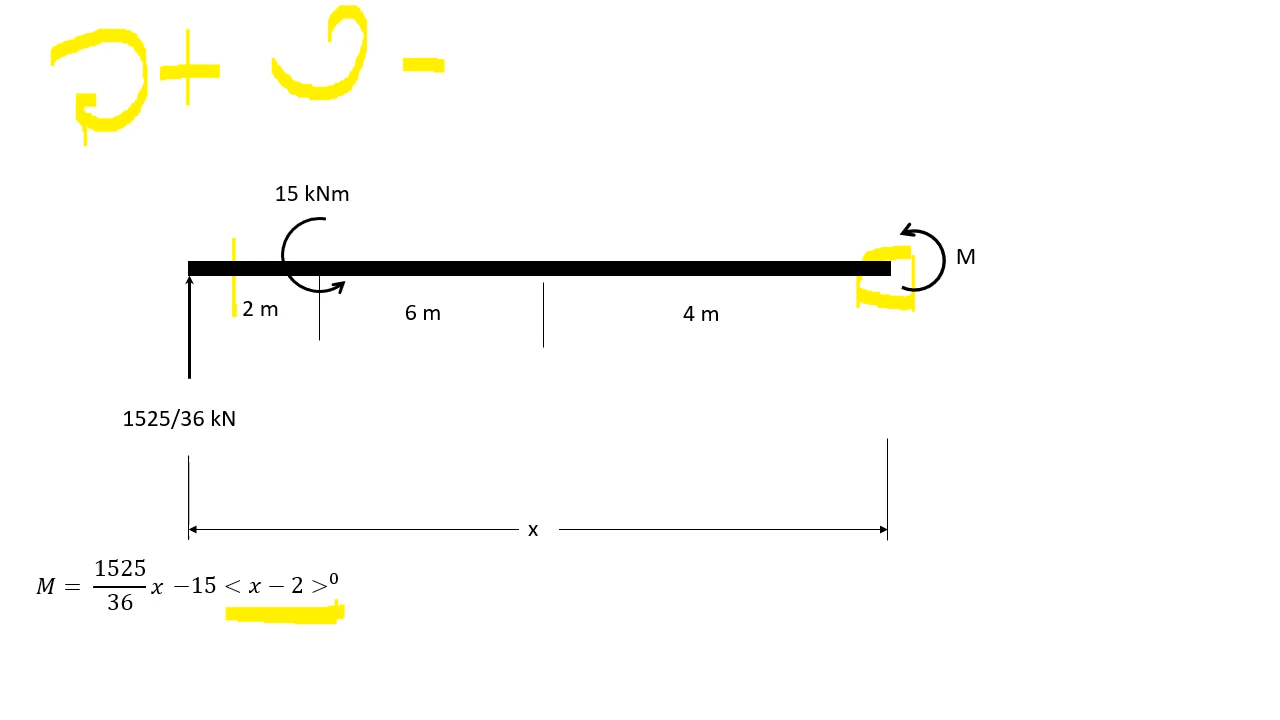 + -
15 kNm
M
2 m 6 m 4 m
1525/36 kN
x
M = 1525/36 x −15 < x − 2 >⁰